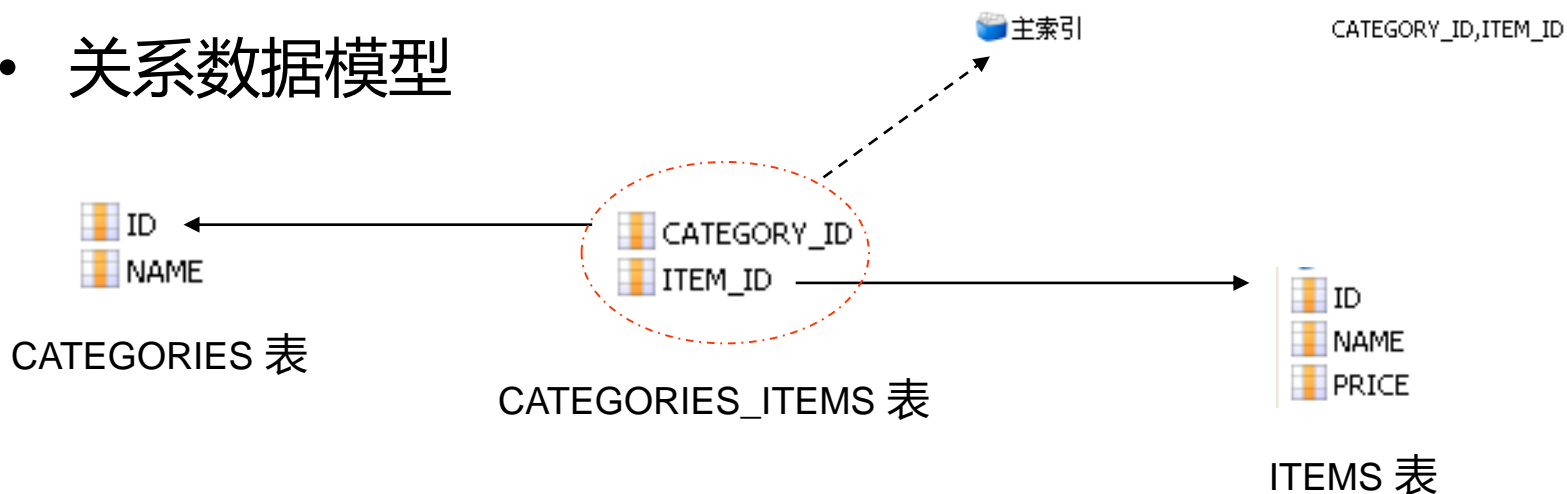 • 关系数据模型
主索引 CATEGORY_ID,ITEM_ID
ID
NAME
CATEGORIES 表
CATEGORY_ID
ITEM_ID
CATEGORIES_ITEMS 表
ID
NAME
PRICE
ITEMS 表